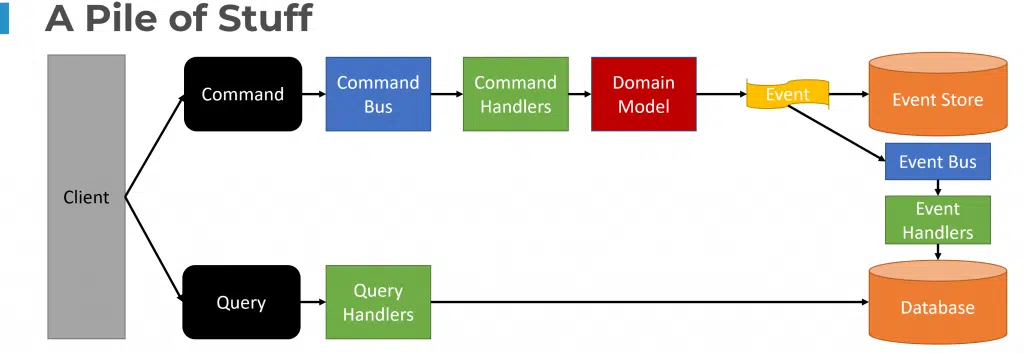 A Pile of Stuff
Client
Command
Command
Bus
Command
Handlers
Domain
Model
Event
Event Store
Event Bus
Event
Handlers
Query
Query
Handlers
Database